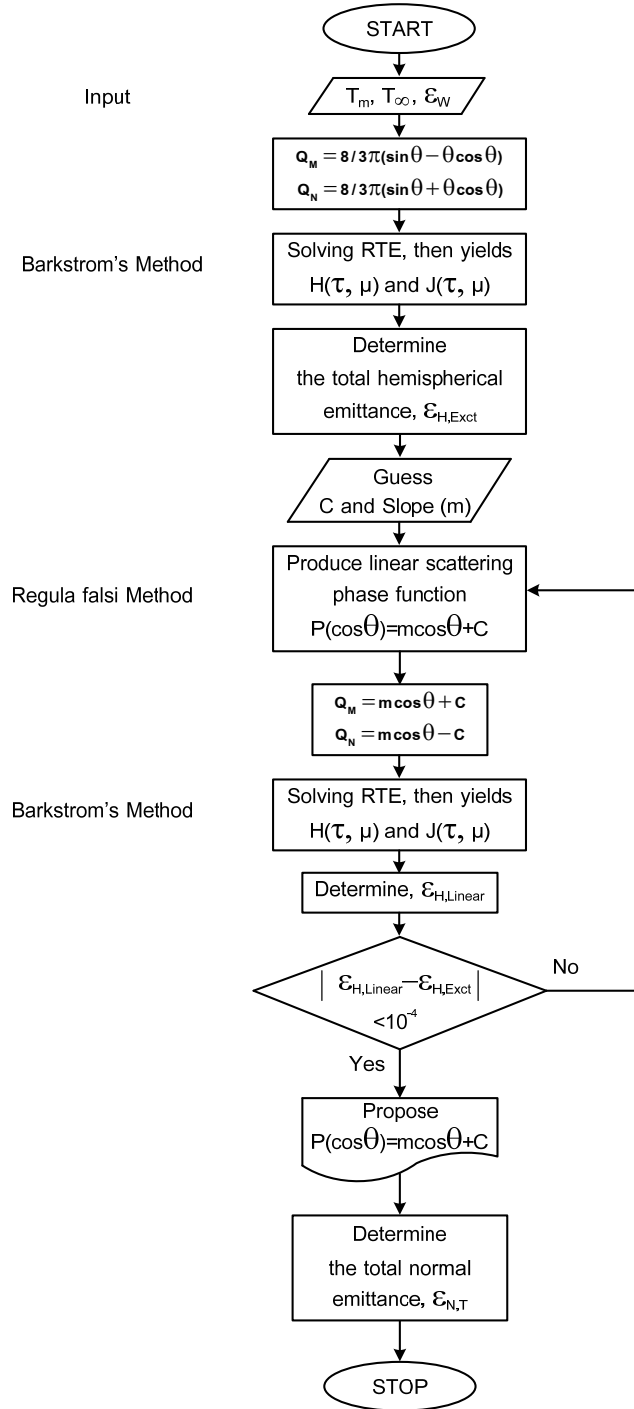 START
Input
Tm, T∞, εW
QM = 8/3π(sinθ − θcosθ)
QN = 8/3π(sinθ + θcosθ)
Barkstrom's Method
Solving RTE, then yields
H(τ, μ) and J(τ, μ)
Determine
the total hemispherical
emittance, εH,Exct
Guess
C and Slope (m)
Regula falsi Method
Produce linear scattering
phase function
P(cosθ)=mcosθ+C
QM = mcosθ + C
QN = mcosθ − C
Barkstrom's Method
Solving RTE, then yields
H(τ, μ) and J(τ, μ)
Determine, εH,Linear
| εH,Linear−εH,Exct |
<10-4
No
Yes
Propose
P(cosθ)=mcosθ+C
Determine
the total normal
emittance, εN,T
STOP